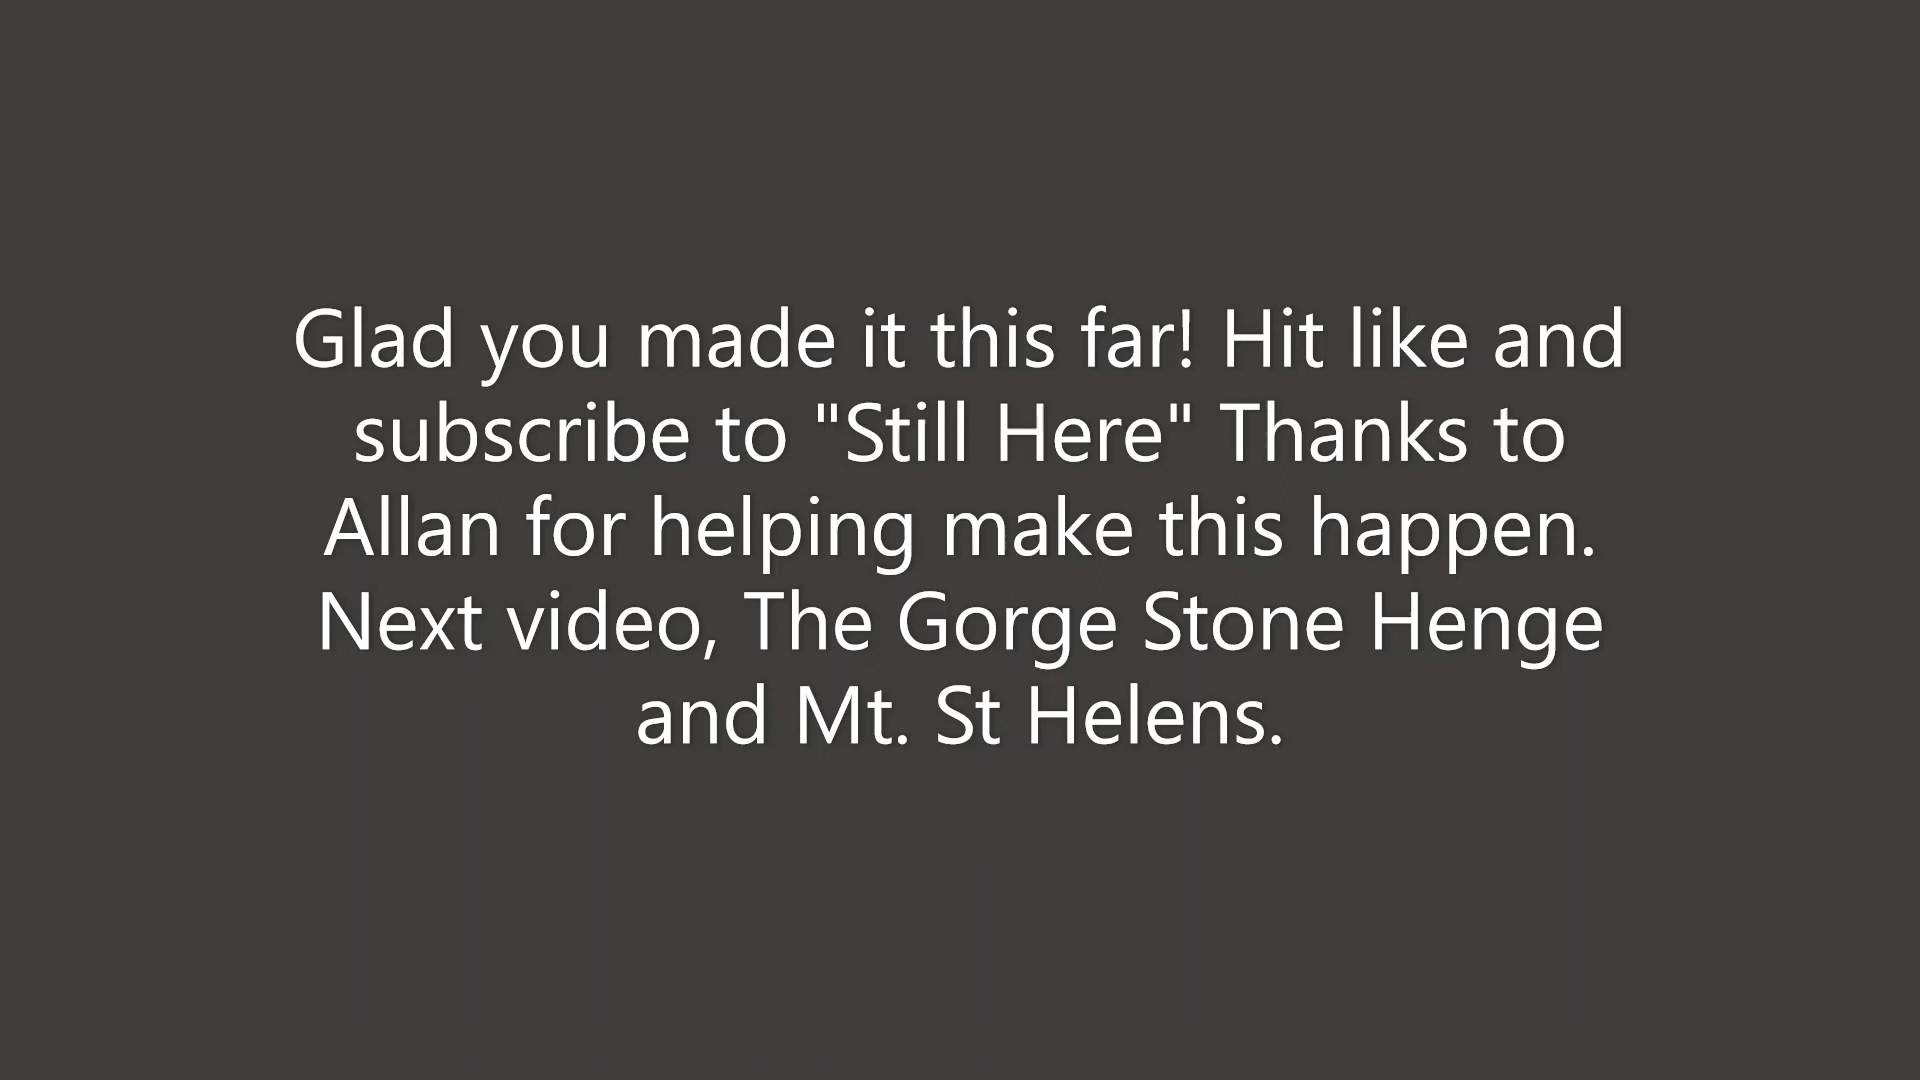 Glad you made it this far! Hit like and
subscribe to "Still Here" Thanks to
Allan for helping make this happen.
Next video, The Gorge Stone Henge
and Mt. St Helens.